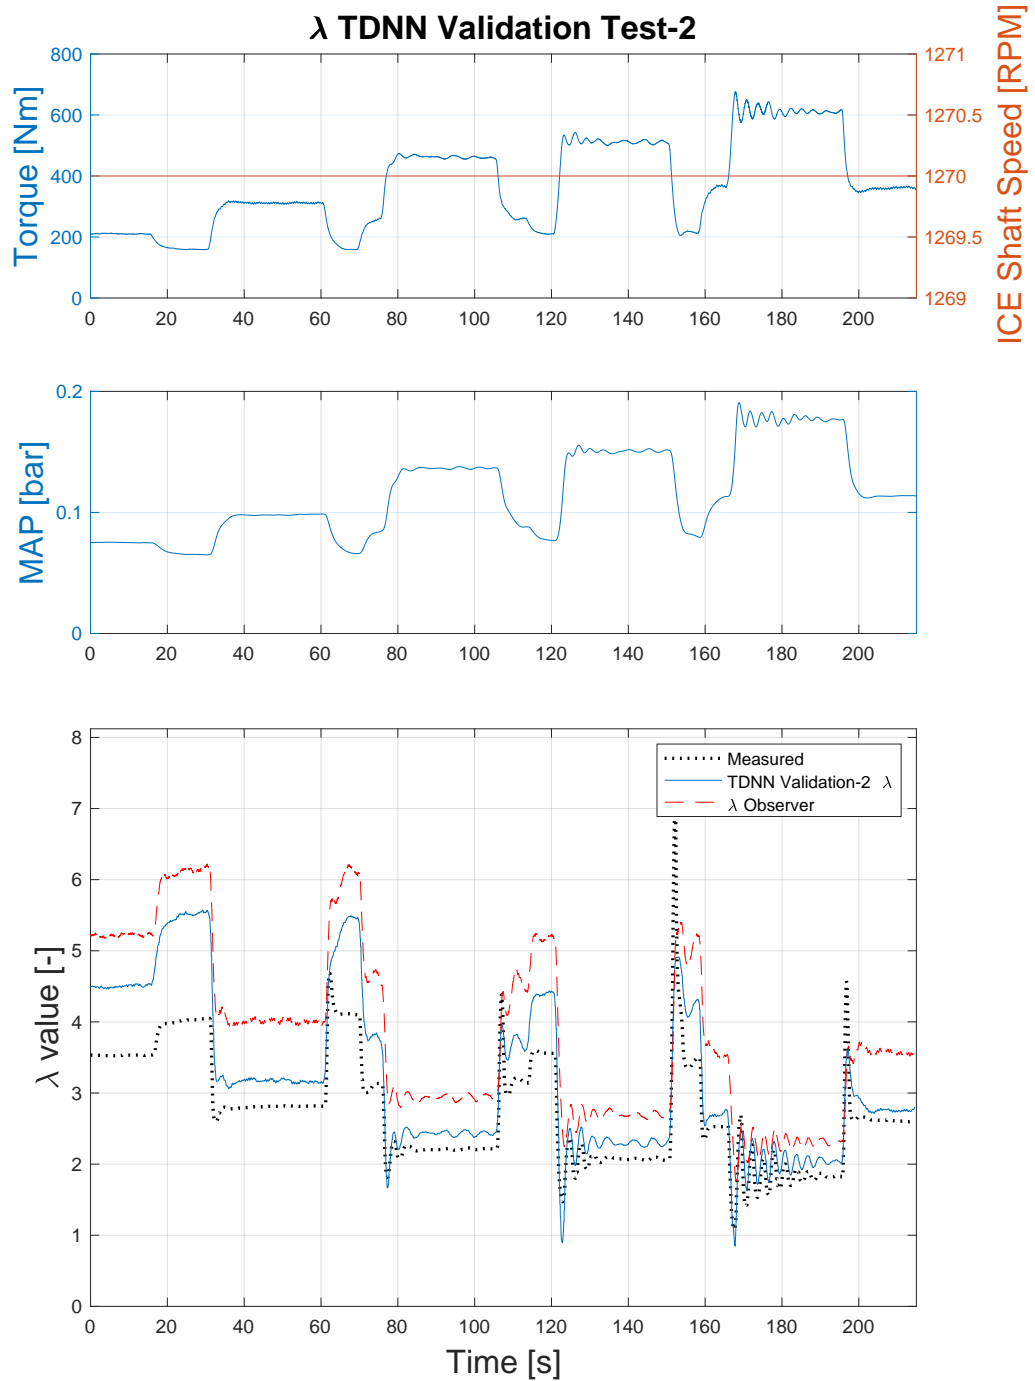 λ TDNN Validation Test-2
Torque [Nm]
800
600
400
200
0
ICE Shaft Speed [RPM]
1271
1270.5
1270
1269.5
1269
0 20 40 60 80 100 120 140 160 180 200
MAP [bar]
0.2
0.1
0
0 20 40 60 80 100 120 140 160 180 200
λ value [-]
8
7
6
5
4
3
2
1
0
Measured
TDNN Validation-2 λ
λ Observer
0 20 40 60 80 100 120 140 160 180 200
Time [s]